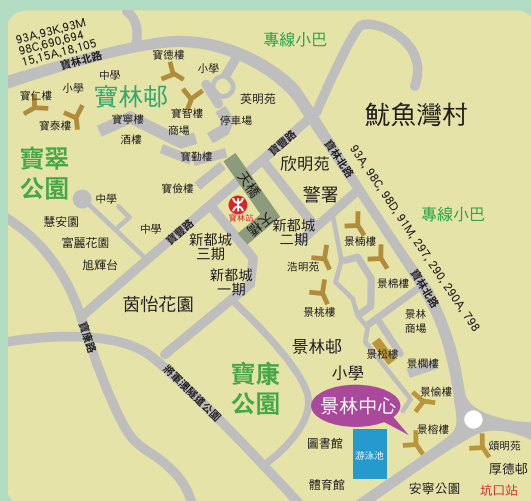 93A,93K,93M
98C,690,694
15,15A,18,105
寶林北路
專線小巴
寶德樓
小學
中學
小學
寶仁樓
寶林邨
英明苑
寶泰樓
寶智樓
停車場
寶寧樓
商場
酒樓
魷魚灣村
寶豐路
寶林北路
寶翠
公園
寶勤樓
欣明苑
天橋
93A, 98C, 98D, 91M, 297, 290, 290A, 798
寶儉樓
警署
中學
寶林站
天橋
專線小巴
慧安園
中學
寶豐路
新都城
二期
景楠樓
富麗花園
新都城
三期
旭輝台
浩明苑
新都城
一期
景棉樓
寶林北路
茵怡花園
景桃樓
景林
商場
寶康路
景林邨
景松樓
景櫚樓
將軍澳隧道公園
寶康
公園
小學
景愉樓
景林中心
景榕樓
圖書館
游泳池
頌明苑
厚德邨
體育館
安寧公園
坑口站